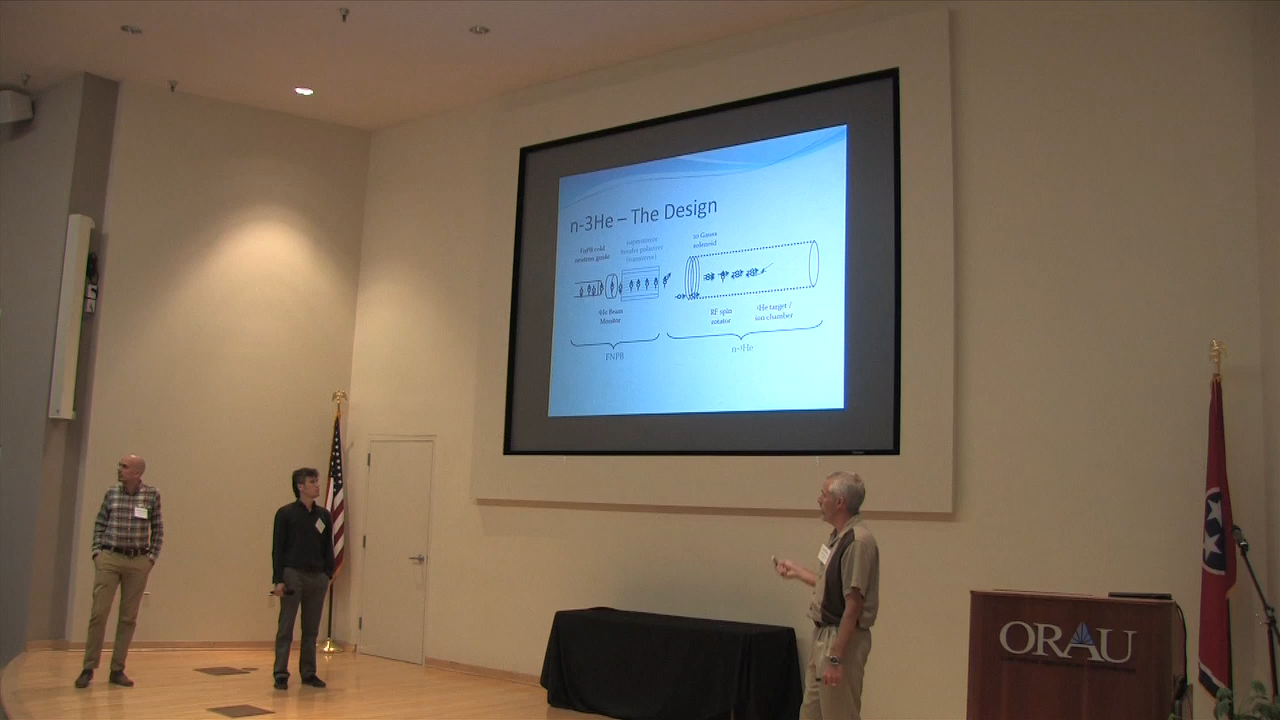 n-3He – The Design
FnPB cold
neutron guide
supermirror
bender polarizer
(transverse)
10 Gauss
solenoid
³He Beam
Monitor
RF spin
rotator
³He target /
ion chamber
FNPB
n-³He
ORAU